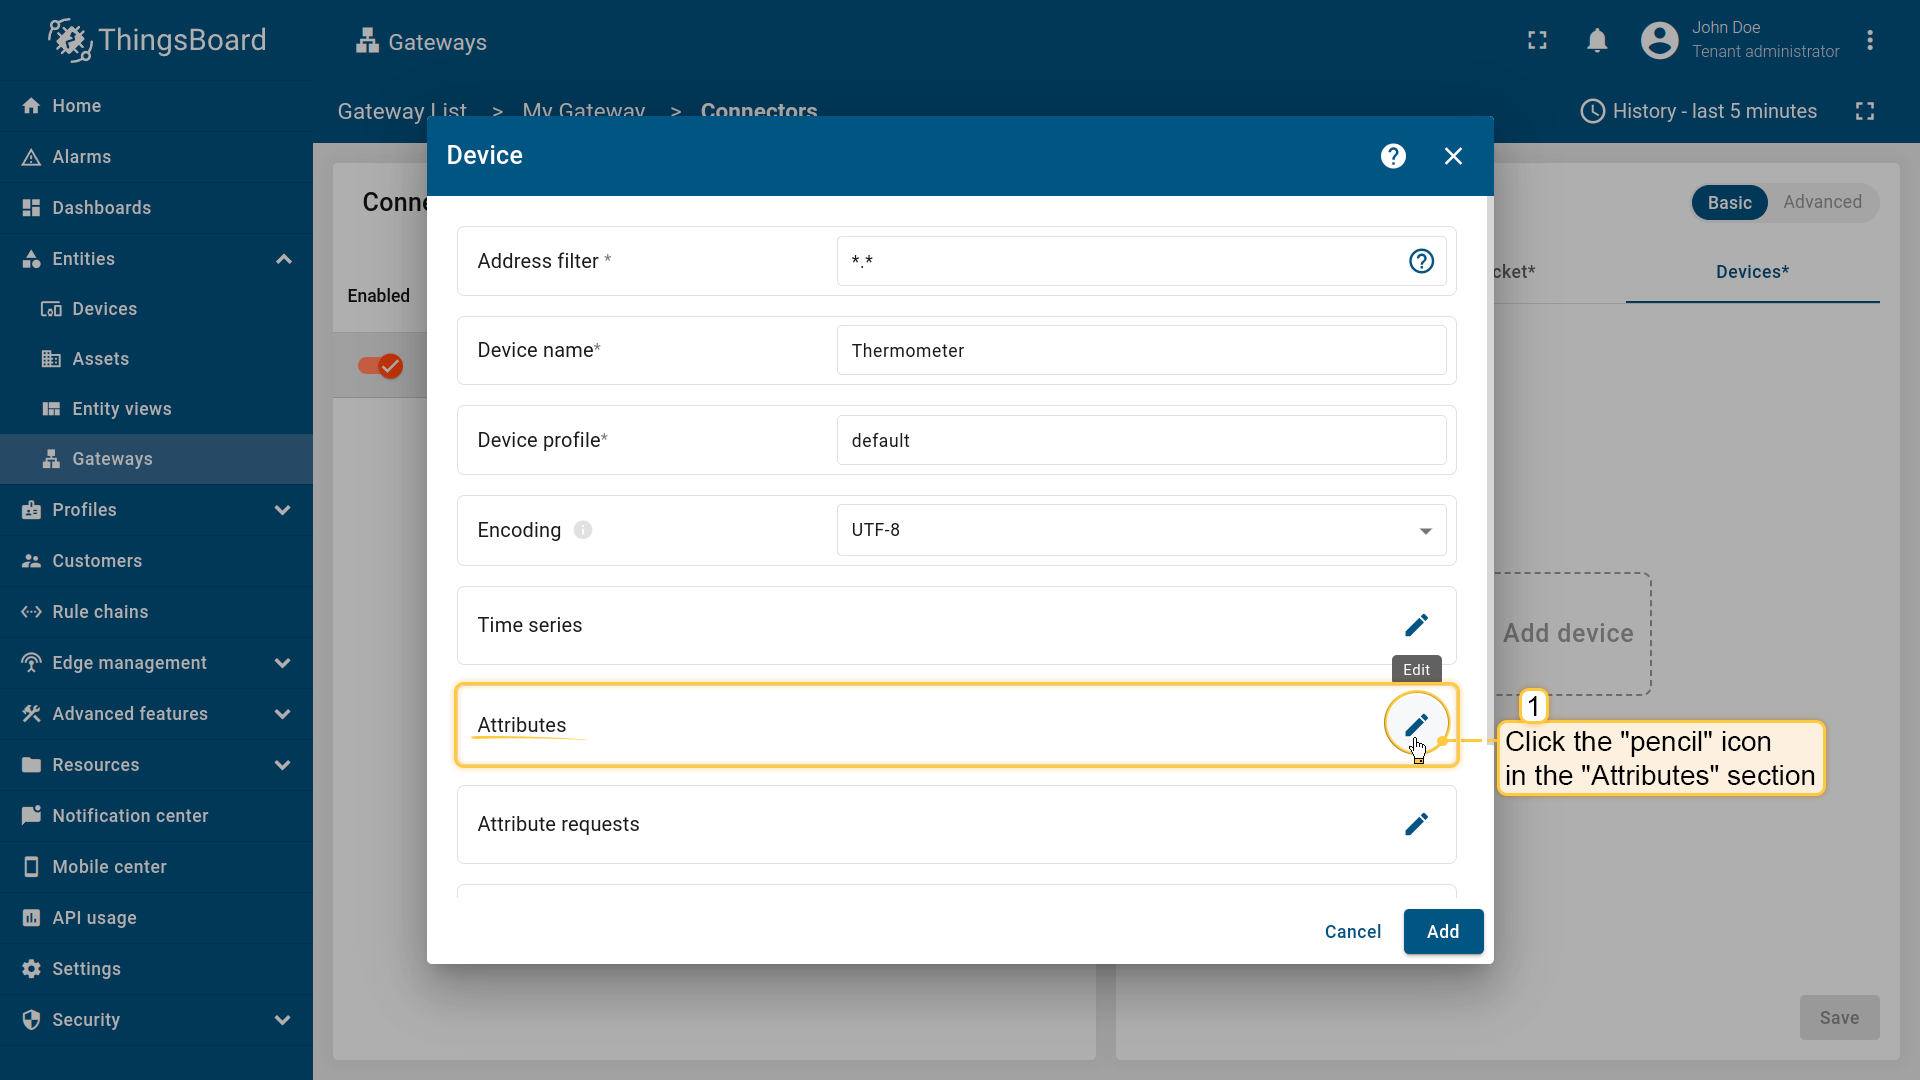 ThingsBoard
Gateways
John Doe
Tenant administrator
Home
Alarms
Dashboards
Entities
Devices
Assets
Entity views
Gateways
Profiles
Customers
Rule chains
Edge management
Advanced features
Resources
Notification center
Mobile center
API usage
Settings
Security
Gateway List > My Gateway > Connectors
History - last 5 minutes
Conne
Enabled
Basic Advanced
cket* Devices*
Add device
Save
Device
Address filter * *.*
Device name* Thermometer
Device profile* default
Encoding UTF-8
Time series
Edit
Attributes
Attribute requests
Cancel Add
1
Click the "pencil" icon
in the "Attributes" section